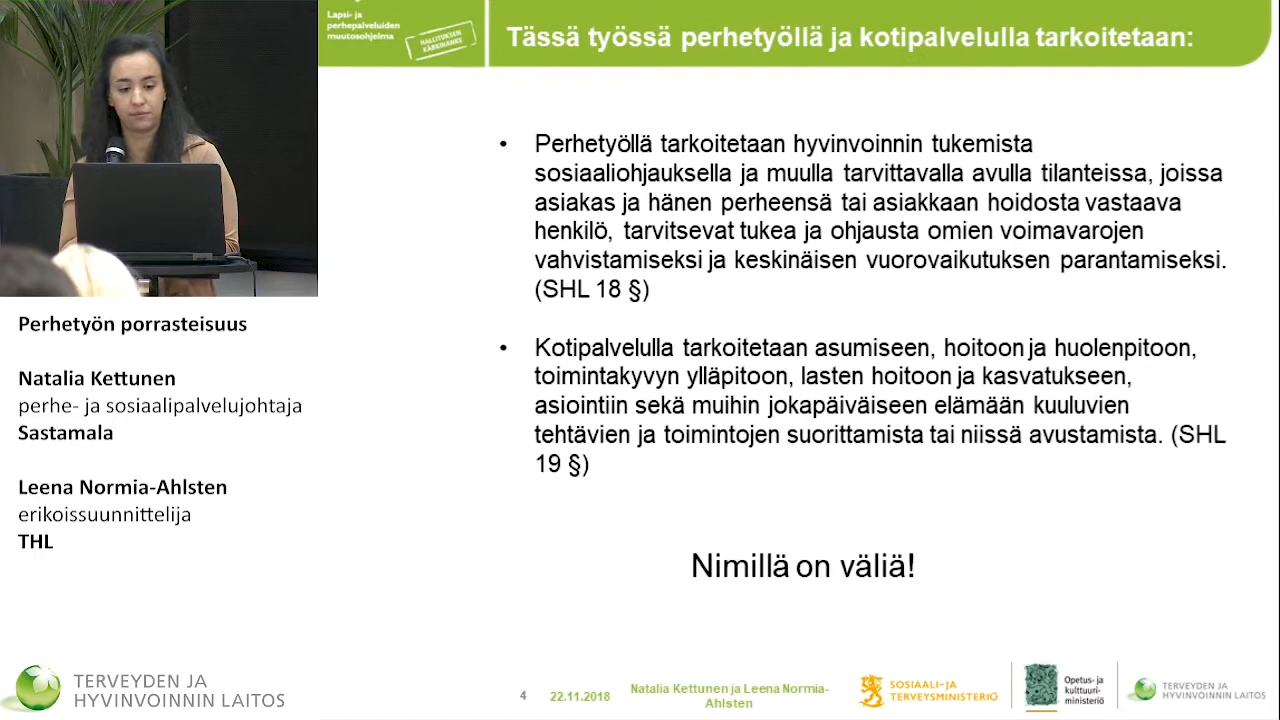 Lapsi- ja
perhepalveluiden
muutosohjelma
HALLITUKSEN
KÄRKIHANKE
Tässä työssä perhetyöllä ja kotipalvelulla tarkoitetaan:
• Perhetyöllä tarkoitetaan hyvinvoinnin tukemista
sosiaaliohjauksella ja muulla tarvittavalla avulla tilanteissa, joissa
asiakas ja hänen perheensä tai asiakkaan hoidosta vastaava
henkilö, tarvitsevat tukea ja ohjausta omien voimavarojen
vahvistamiseksi ja keskinäisen vuorovaikutuksen parantamiseksi.
(SHL 18 §)
• Kotipalvelulla tarkoitetaan asumiseen, hoitoon ja huolenpitoon,
toimintakyvyn ylläpitoon, lasten hoitoon ja kasvatukseen,
asiointiin sekä muihin jokapäiväiseen elämään kuuluvien
tehtävien ja toimintojen suorittamista tai niissä avustamista. (SHL
19 §)
Nimillä on väliä!
Perhetyön porrasteisuus
Natalia Kettunen
perhe- ja sosiaalipalvelujohtaja
Sastamala
Leena Normia-Ahlsten
erikoissuunnittelija
THL
TERVEYDEN JA
HYVINVOINNIN LAITOS
4
22.11.2018
Natalia Kettunen ja Leena Normia-
Ahlsten
SOSIAALI- JA
TERVEYSMINISTERIÖ
Opetus- ja
kulttuuri-
ministeriö
TERVEYDEN JA
HYVINVOINNIN LAITOS